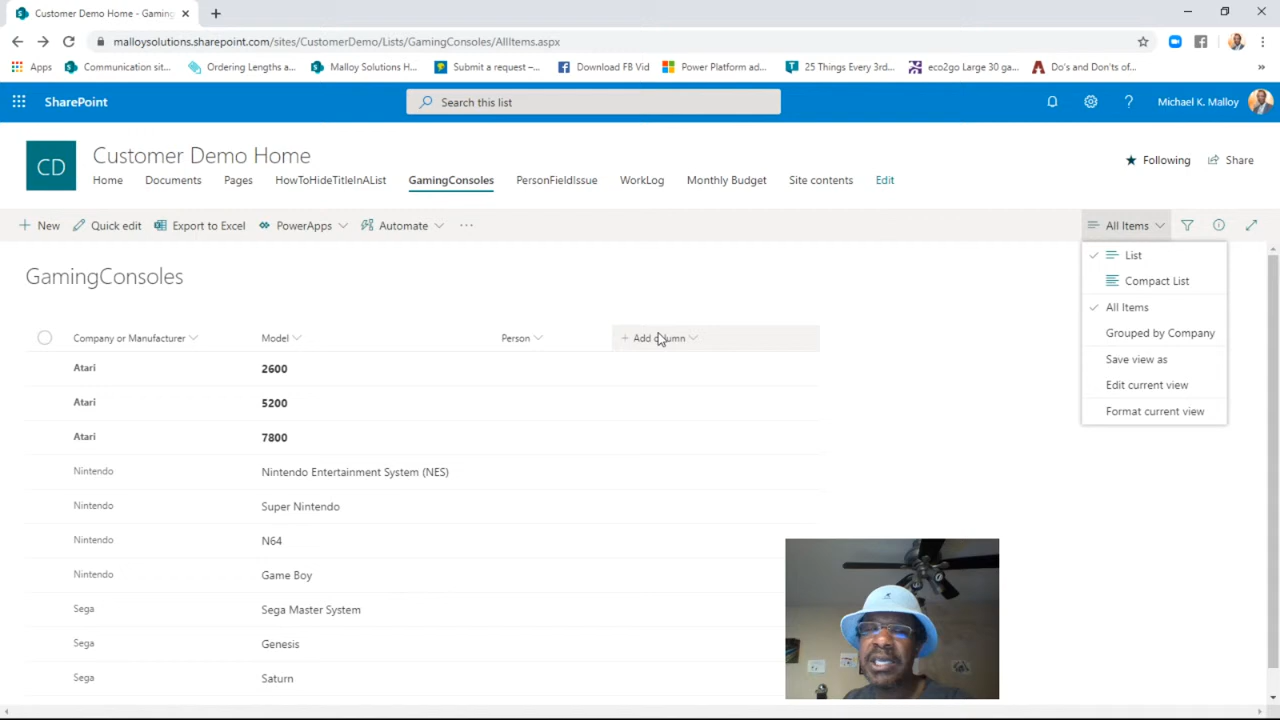 Customer Demo Home - Gaming
malloysolutions.sharepoint.com/sites/CustomerDemo/Lists/GamingConsoles/AllItems.aspx
Apps Communication sit... Ordering Lengths a... Malloy Solutions H... Submit a request –... Download FB Vid Power Platform ad... 25 Things Every 3rd... eco2go Large 30 ga... Do's and Don'ts of... »
SharePoint Search this list ? Michael K. Malloy
CD
Customer Demo Home
Following Share
Home Documents Pages HowToHideTitleInAList GamingConsoles PersonFieldIssue WorkLog Monthly Budget Site contents Edit
+ New Quick edit Export to Excel PowerApps Automate ... All Items
List
Compact List
All Items
Grouped by Company
Save view as
Edit current view
Format current view
GamingConsoles
Company or Manufacturer Model Person + Add column
Atari 2600
Atari 5200
Atari 7800
Nintendo Nintendo Entertainment System (NES)
Nintendo Super Nintendo
Nintendo N64
Nintendo Game Boy
Sega Sega Master System
Sega Genesis
Sega Saturn